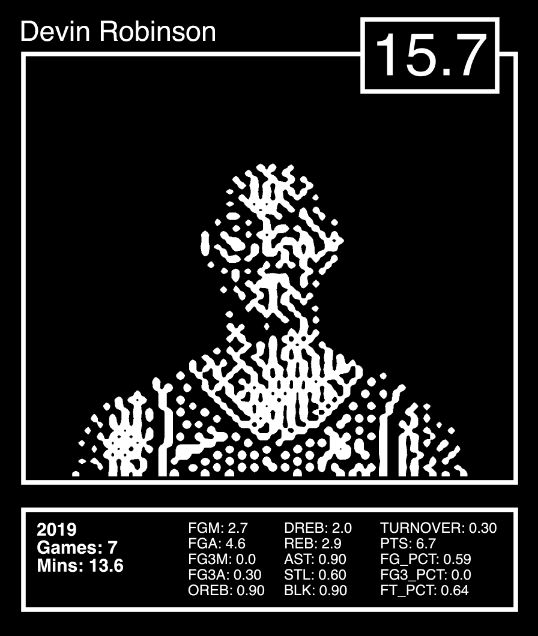 Devin Robinson
15.7
2019
Games: 7
Mins: 13.6
FGM: 2.7
FGA: 4.6
FG3M: 0.0
FG3A: 0.30
OREB: 0.90
DREB: 2.0
REB: 2.9
AST: 0.90
STL: 0.60
BLK: 0.90
TURNOVER: 0.30
PTS: 6.7
FG_PCT: 0.59
FG3_PCT: 0.0
FT_PCT: 0.64